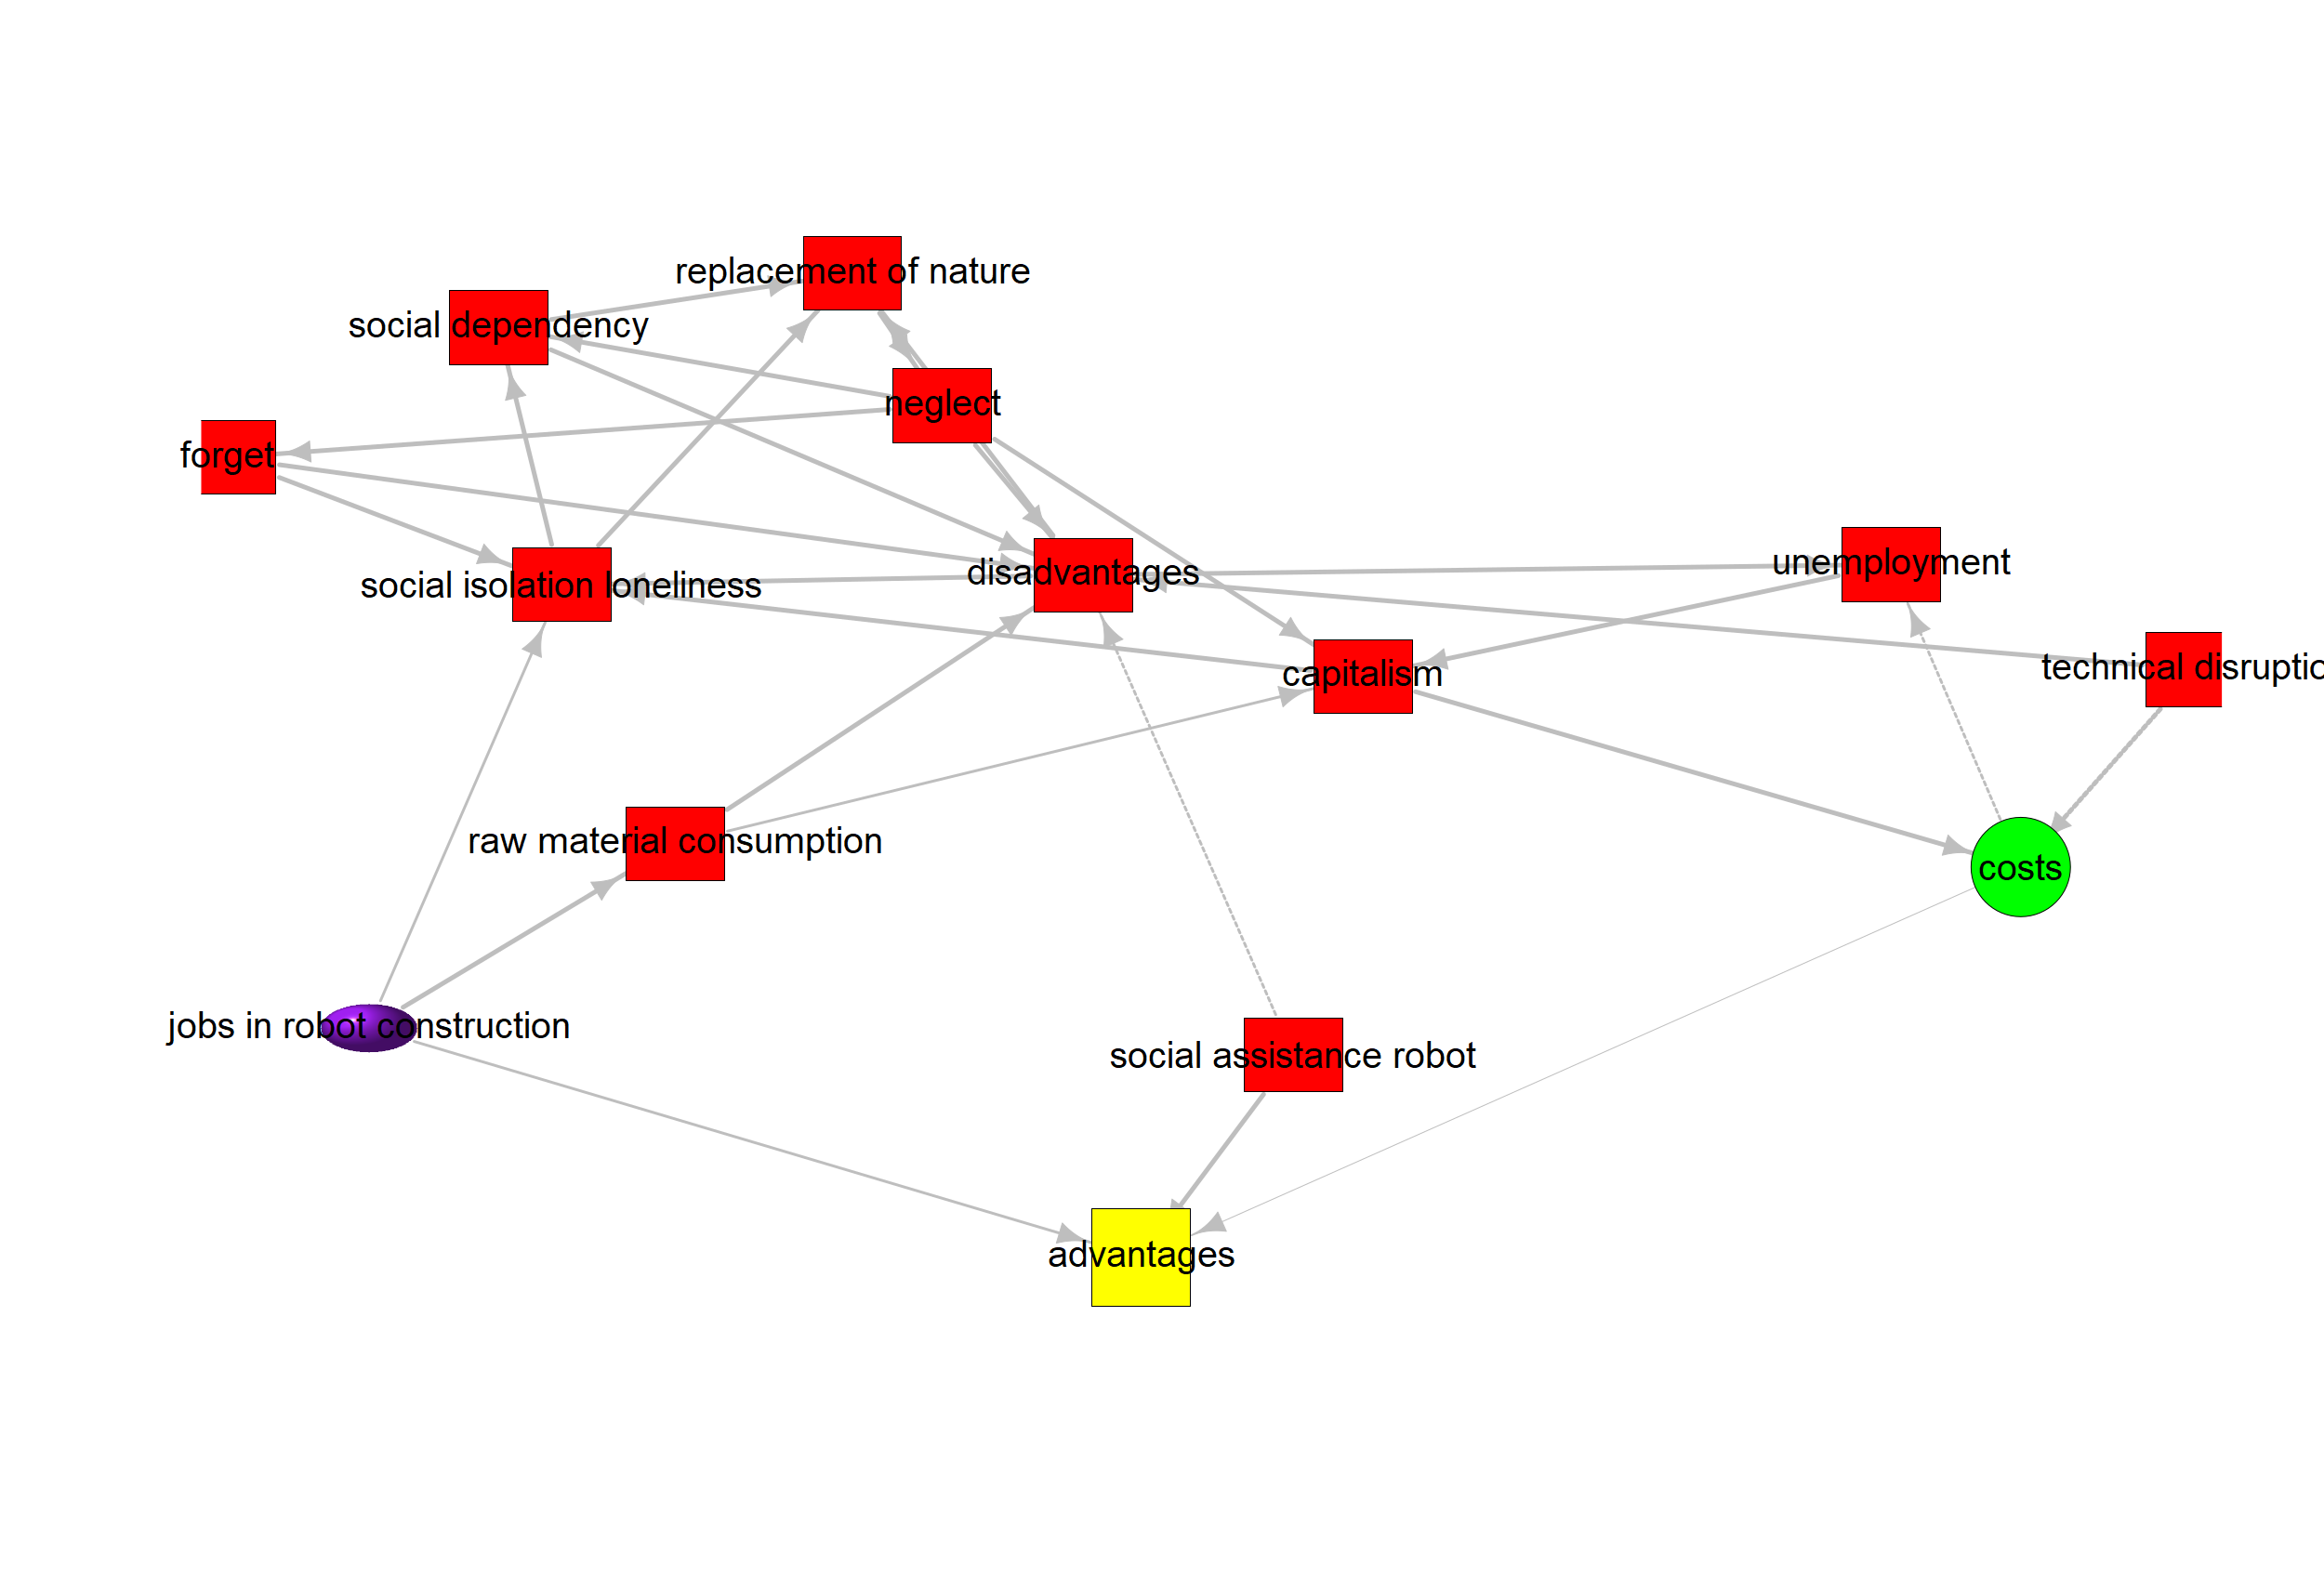 replacement of nature
social dependency
neglect
forget
disadvantages
unemployment
social isolation loneliness
technical disruptio
capitalism
raw material consumption
costs
jobs in robot construction
social assistance robot
advantages